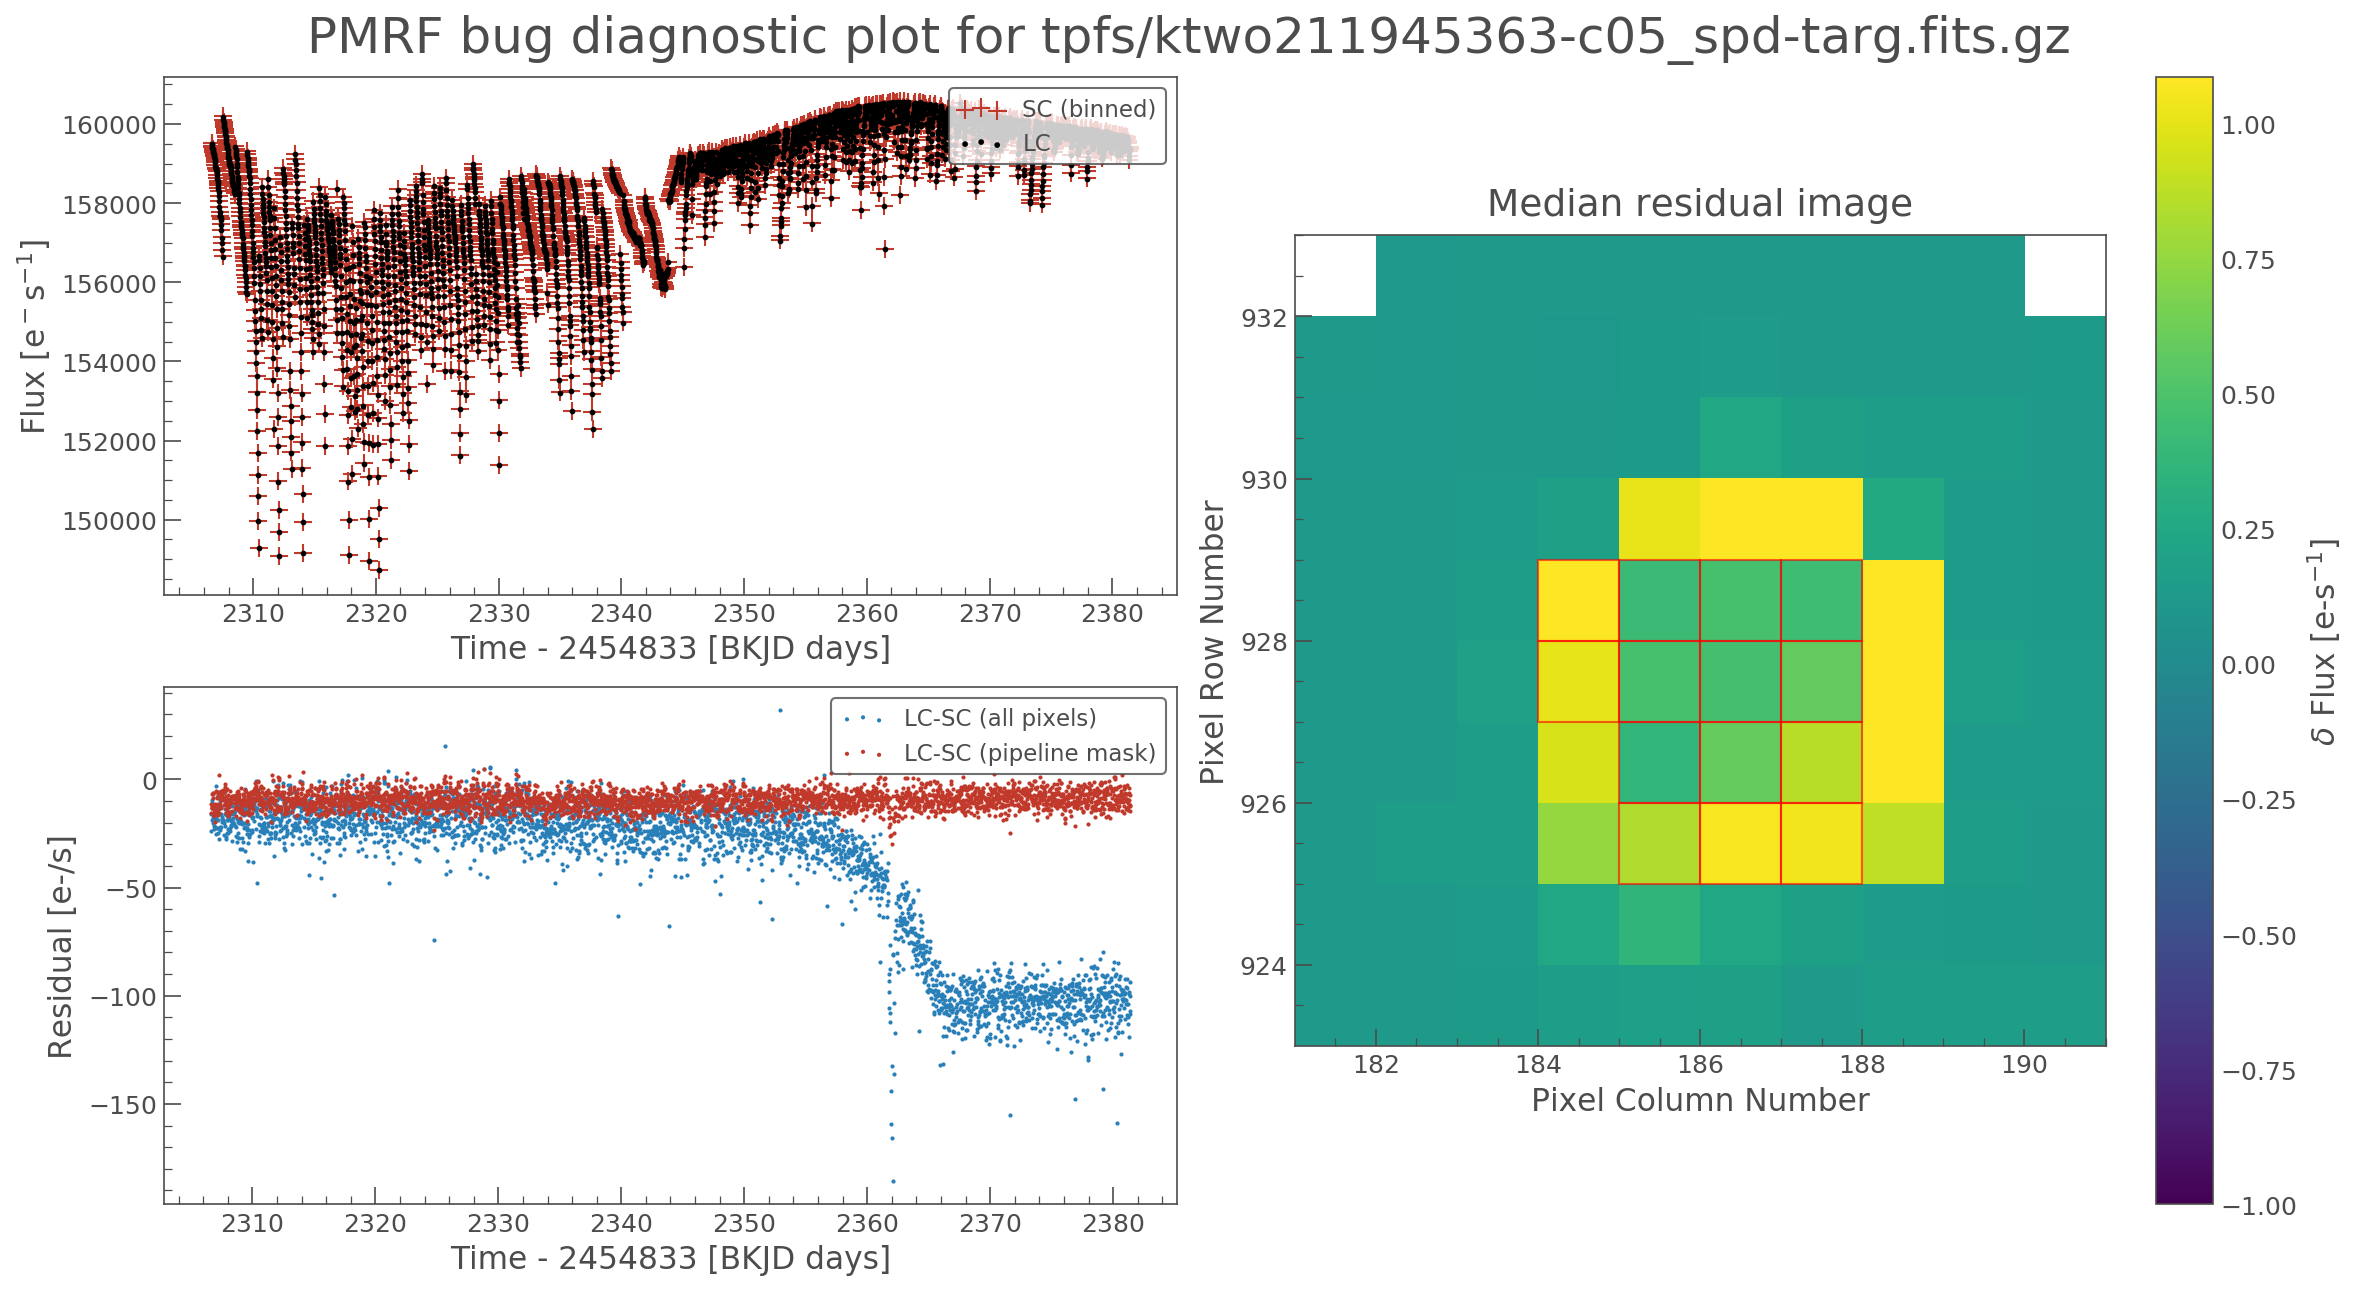 PMRF bug diagnostic plot for tpfs/ktwo211945363-c05_spd-targ.fits.gz
160000
158000
156000
154000
152000
150000
Flux [e⁻s⁻¹]
SC (binned)
LC
2310 2320 2330 2340 2350 2360 2370 2380
Time - 2454833 [BKJD days]
0
−50
−100
−150
Residual [e-/s]
LC-SC (all pixels)
LC-SC (pipeline mask)
2310 2320 2330 2340 2350 2360 2370 2380
Time - 2454833 [BKJD days]
Median residual image
932
930
928
926
924
Pixel Row Number
182 184 186 188 190
Pixel Column Number
1.00
0.75
0.50
0.25
0.00
−0.25
−0.50
−0.75
−1.00
δ Flux [e-s⁻¹]